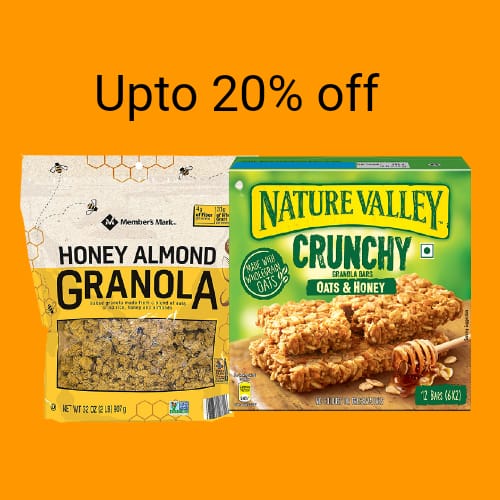 Upto 20% off
Member's Mark
HONEY ALMOND
GRANOLA
NET WT 32 OZ (2 LB) 907g
NATURE VALLEY
CRUNCHY
GRANOLA BARS
OATS & HONEY
MADE WITH
WHOLEGRAIN
OATS
12 BARS (6X2)